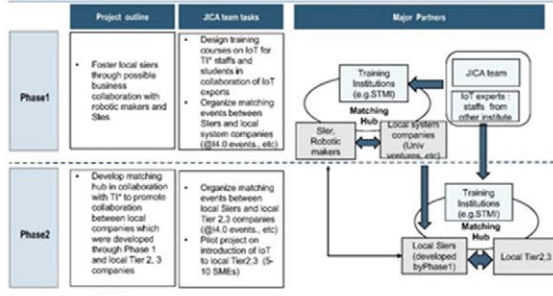 Project outline
JICA team tasks
Major Partners
Phase1
• Foster local siers
through possible
business
collaboration with
robotic makers and
SIes
• Design training
courses on IoT for
TI* staffs and
students in
collaboration of IoT
experts
• Organize matching
events between
SIers and local
system companies
(@I4.0 events., etc)
Training
Institutions
(e.g.STMI)
Matching
Hub
JICA team
IoT experts :
staffs from
other institute
SIer,
Robotic
makers
Local system
companies
(Univ
ventures, etc)
Phase2
• Develop matching
hub in collaboration
with TI* to promote
collaboration
between local
companies which
were developed
through Phase 1
and local Tier 2, 3
companies
• Organize matching
events between
local Siers and local
Tier 2,3 companies
(@I4.0 events, etc)
• Pilot project on
introduction of IoT
to local tier2,3 (5-
10 SMEs)
Training
Institutions
(e.g.STMI)
Matching
Hub
Local Siers
(developed
byPhase1)
Local Tier2,3